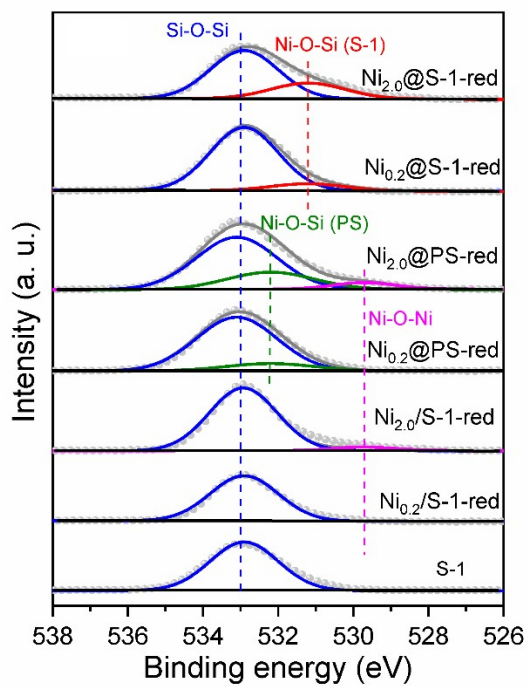 Si-O-Si
Ni-O-Si (S-1)
Ni2.0@S-1-red
Ni0.2@S-1-red
Ni-O-Si (PS)
Ni2.0@PS-red
Ni-O-Ni
Ni0.2@PS-red
Ni2.0/S-1-red
Ni0.2/S-1-red
S-1
Intensity (a. u.)
538 536 534 532 530 528 526
Binding energy (eV)